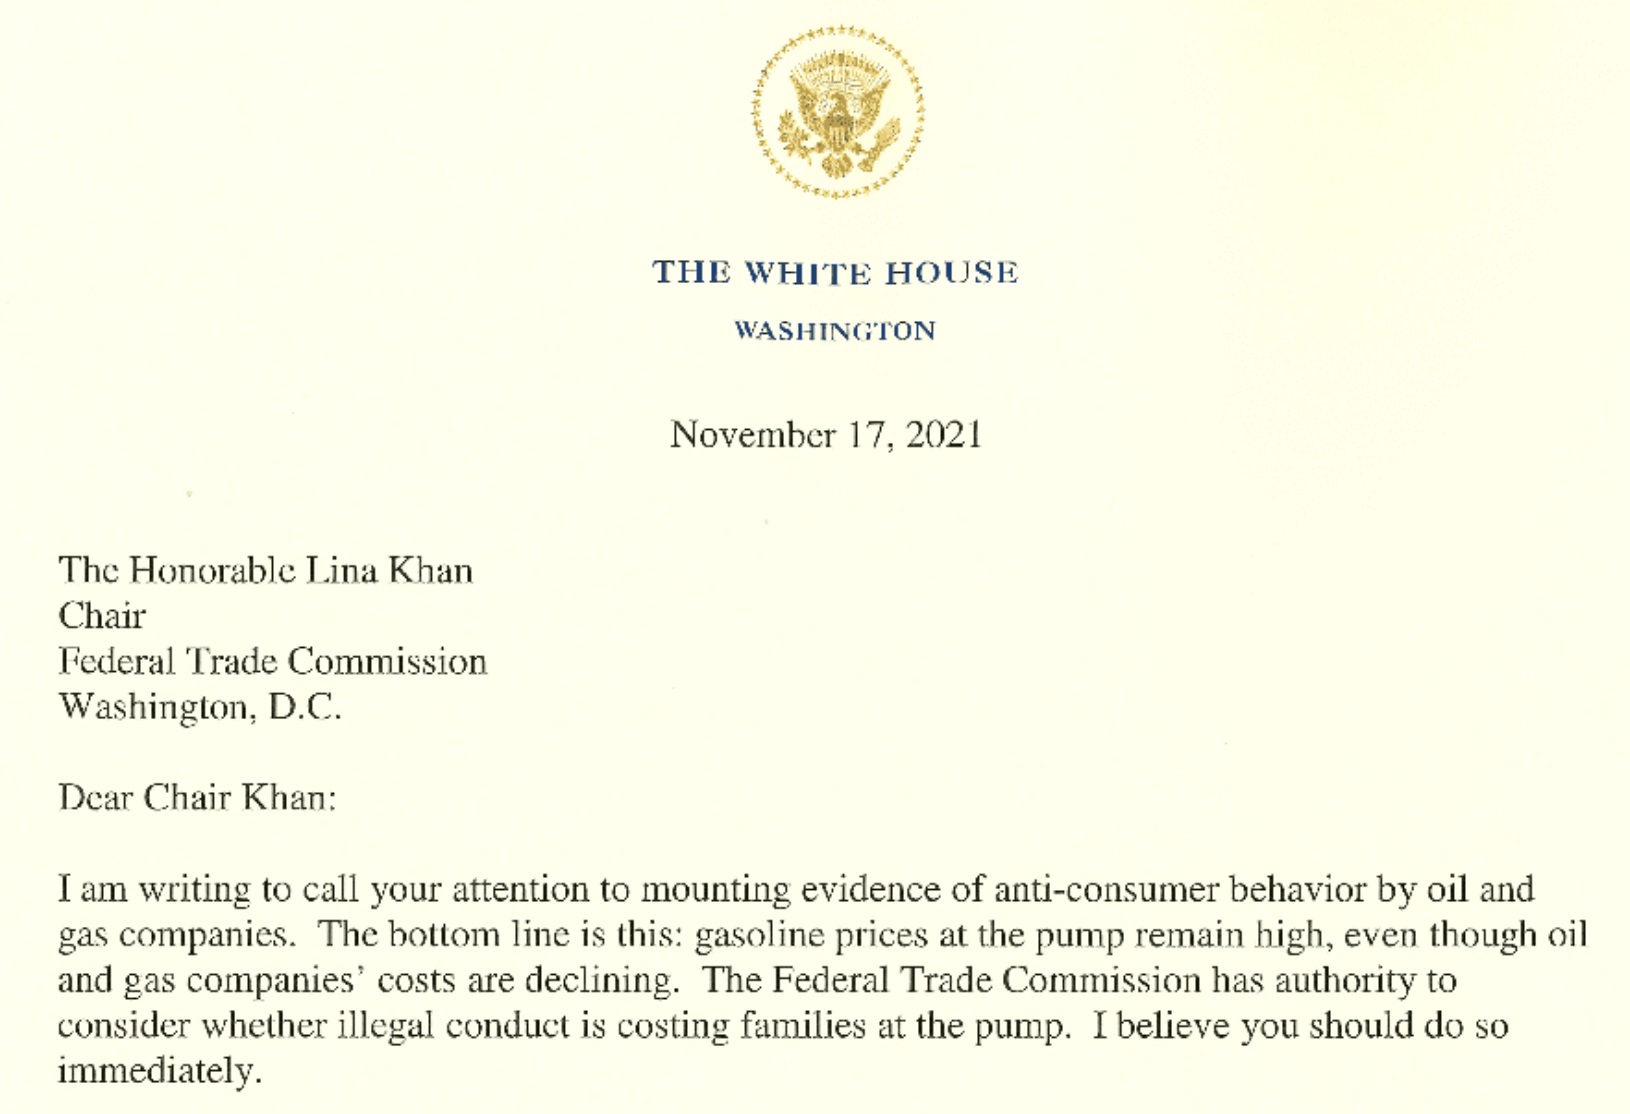 THE WHITE HOUSE
WASHINGTON
November 17, 2021
The Honorable Lina Khan
Chair
Federal Trade Commission
Washington, D.C.
Dear Chair Khan:
I am writing to call your attention to mounting evidence of anti-consumer behavior by oil and
gas companies.  The bottom line is this: gasoline prices at the pump remain high, even though oil
and gas companies’ costs are declining.  The Federal Trade Commission has authority to
consider whether illegal conduct is costing families at the pump.  I believe you should do so
immediately.